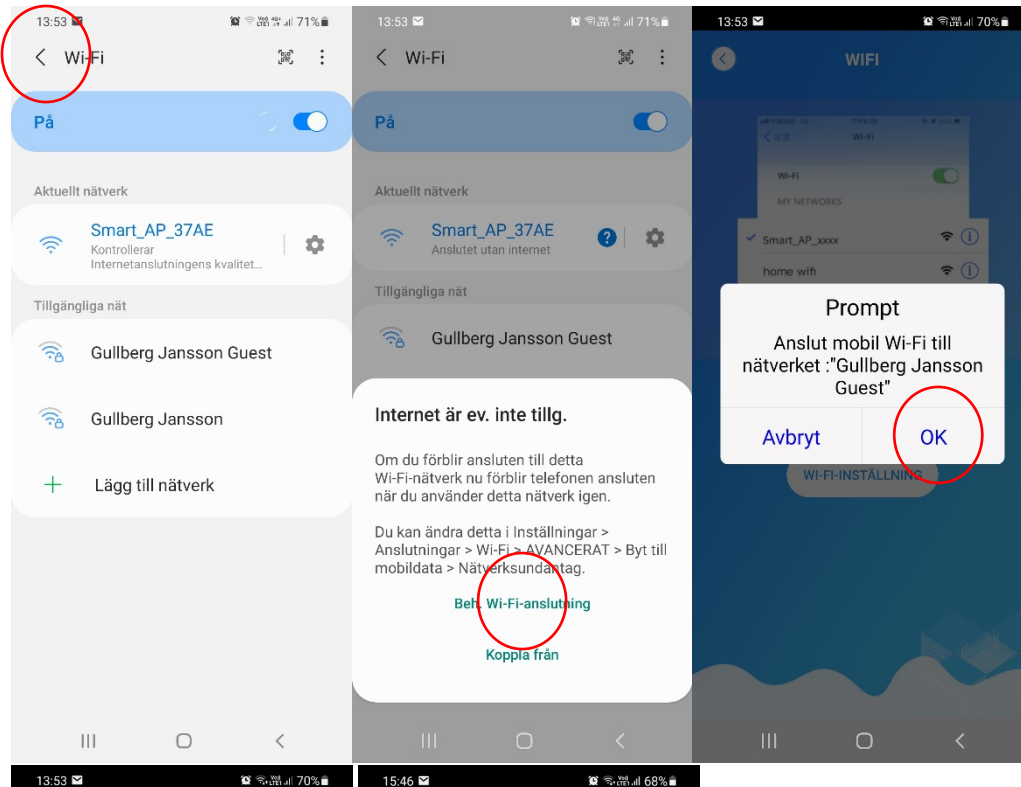 13:53
71%
Wi-Fi
På
Aktuellt nätverk
Smart_AP_37AE
Kontrollerar
Internetanslutningens kvalitet...
Tillgängliga nät
Gullberg Jansson Guest
Gullberg Jansson
Lägg till nätverk
13:53
71%
Wi-Fi
På
Aktuellt nätverk
Smart_AP_37AE
Anslutet utan internet
Tillgängliga nät
Gullberg Jansson Guest
Internet är ev. inte tillg.
Om du förblir ansluten till detta
Wi-Fi-nätverk nu förblir telefonen ansluten
när du använder detta nätverk igen.
Du kan ändra detta i Inställningar >
Anslutningar > Wi-Fi > AVANCERAT > Byt till
mobildata > Nätverksundantag.
Beh. Wi-Fi-anslutning
Koppla från
13:53
70%
WIFI
Wi-Fi
Wi-Fi
MY NETWORKS
Smart_AP_xxxx
home wifi
Prompt
Anslut mobil Wi-Fi till
nätverket :"Gullberg Jansson
Guest"
Avbryt OK
WI-FI-INSTÄLLNING
13:53
70%
15:46
68%